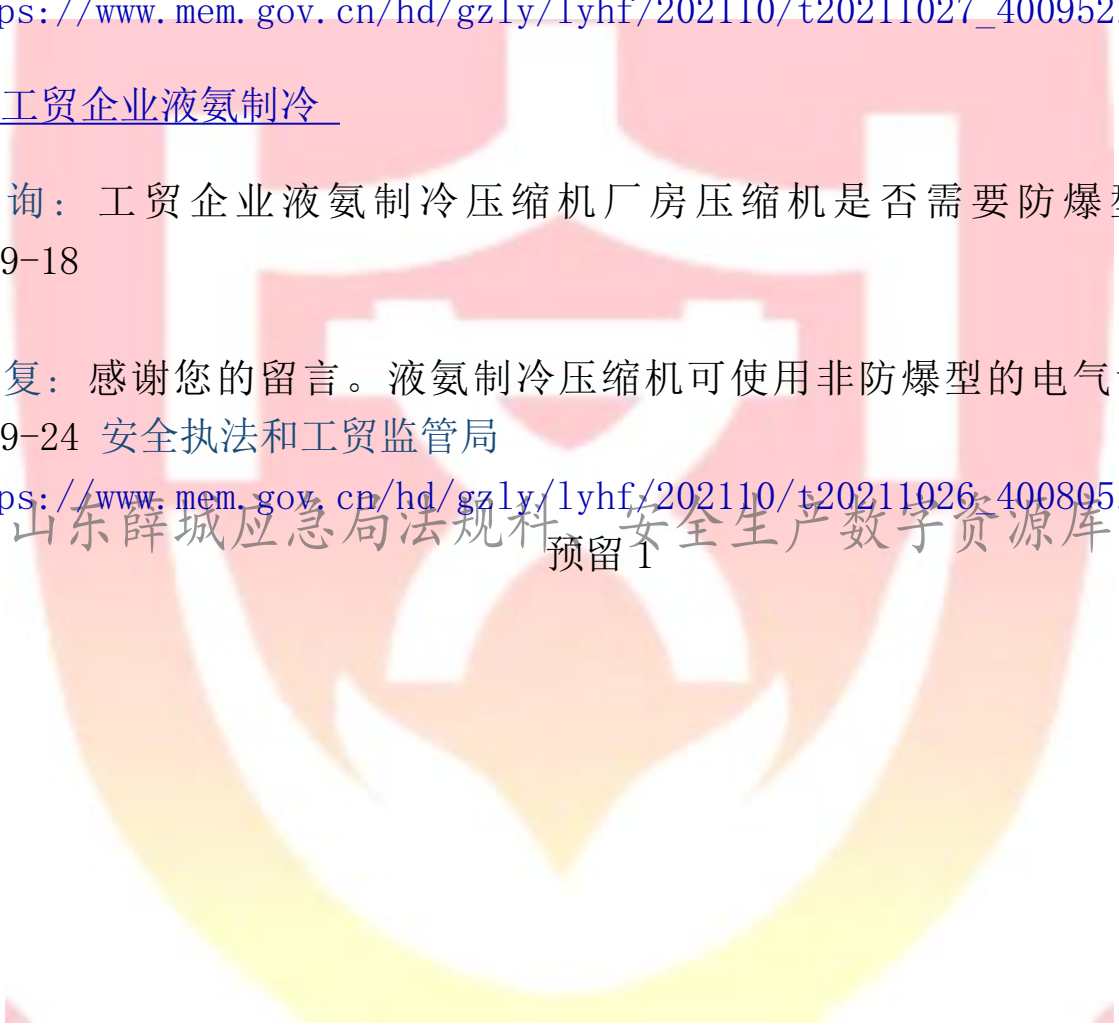 ps://www.mem.gov.cn/hd/gzly/lyhf/202110/t20211027_400952
工贸企业液氨制冷
询：工贸企业液氨制冷压缩机厂房压缩机是否需要防爆
9-18
复：感谢您的留言。液氨制冷压缩机可使用非防爆型的电气
9-24 安全执法和工贸监管局
ps://www.mem.gov.cn/hd/gzly/lyhf/202110/t20211026_400805
山东薛城应急局法规科、安全生产数字资源库
预留 1